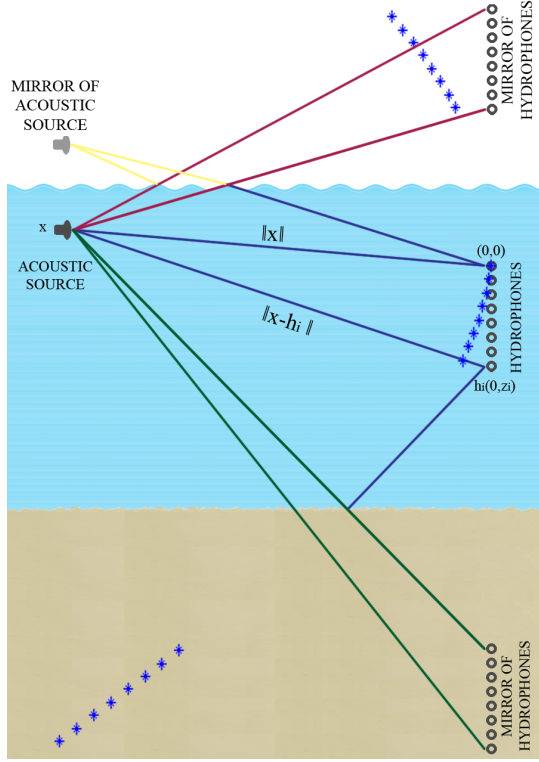 MIRROR OF
HYDROPHONES
MIRROR OF
ACOUSTIC
SOURCE
x
ACOUSTIC
SOURCE
‖x‖
‖x-hᵢ ‖
(0,0)
HYDROPHONES
hᵢ(0,zᵢ)
MIRROR OF
HYDROPHONES